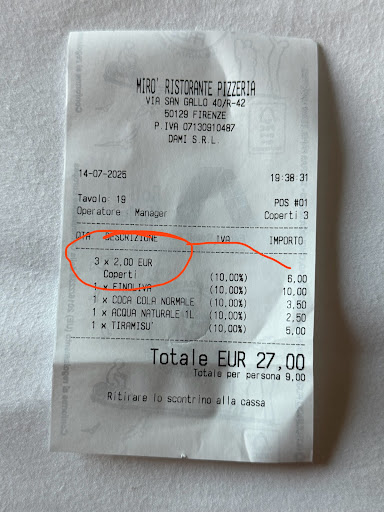 MIRO' RISTORANTE PIZZERIA
VIA SAN GALLO 40/R-42
50129 FIRENZE
P.IVA 07130910487
DAMI S.R.L.
14-07-2025 19:38:31
Tavolo 19 POS #01
Operatore Manager Coperti 3
QTA DESCRIZIONE IVA IMPORTO
3 x 2,00 EUR
Coperti (10,00%) 6,00
1 x FINOLIVA (10,00%) 10,00
1 x COCA COLA NORMALE (10,00%) 3,50
1 x ACQUA NATURALE 1L (10,00%) 2,50
1 x TIRAMISU' (10,00%) 5,00
Totale EUR 27,00
Totale per persona 9,00
Ritirare lo scontrino alla cassa